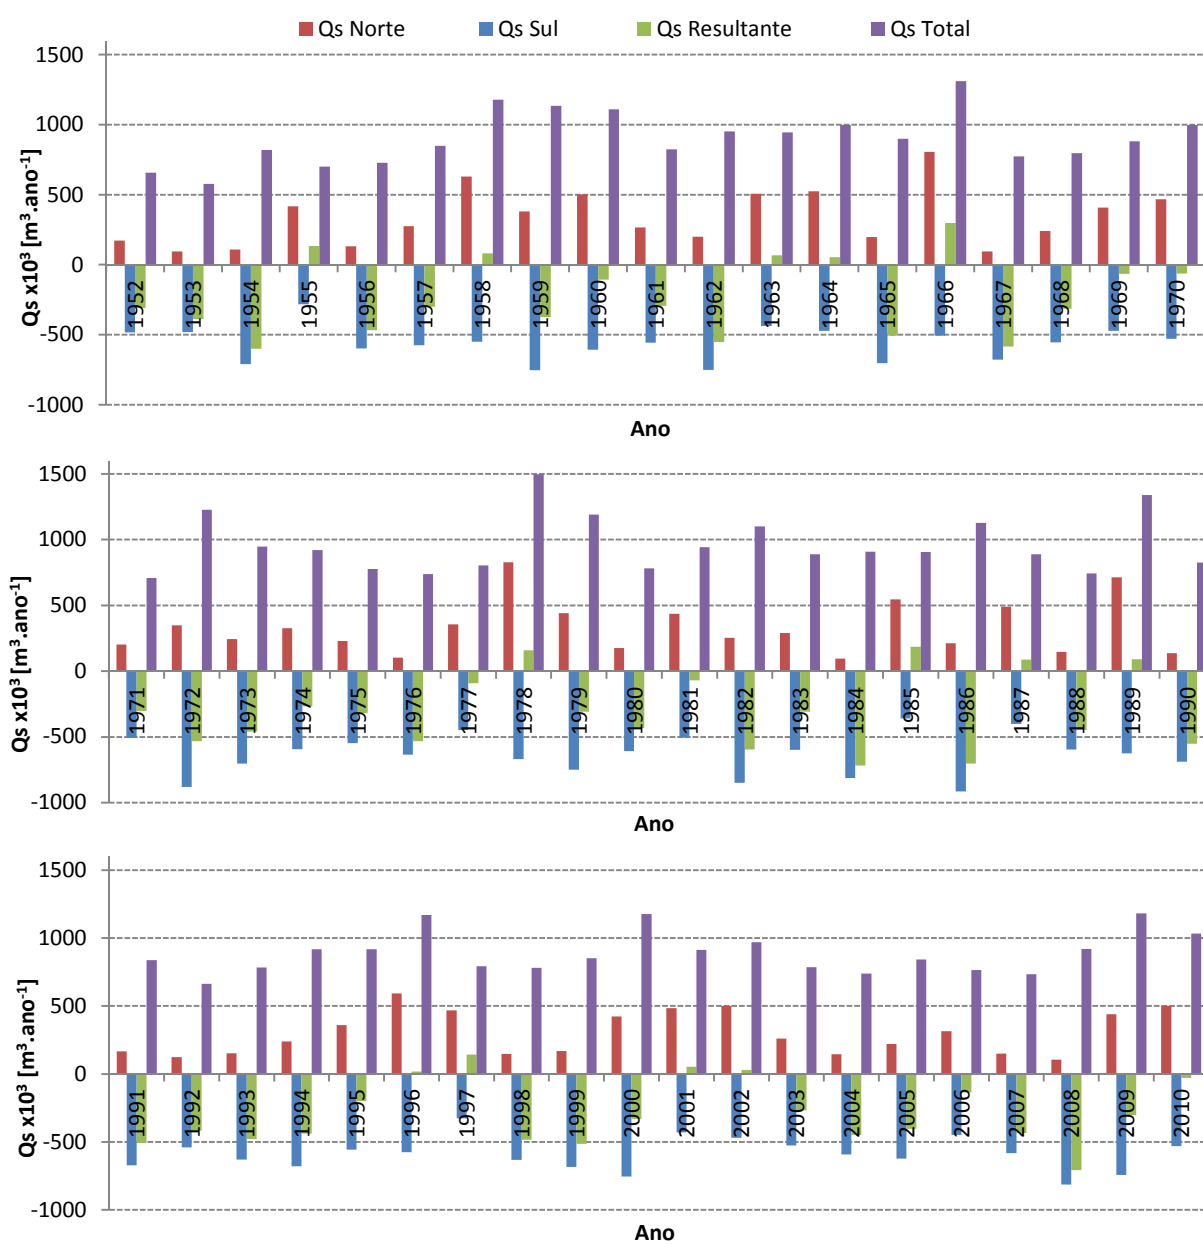 Qs Norte Qs Sul Qs Resultante Qs Total
1500
1000
500
0
-500
-1000
Qs x10³ [m³.ano⁻¹]
1952 1953 1954 1955 1956 1957 1958 1959 1960 1961 1962 1963 1964 1965 1966 1967 1968 1969 1970
Ano
1500
1000
500
0
-500
-1000
Qs x10³ [m³.ano⁻¹]
1971 1972 1973 1974 1975 1976 1977 1978 1979 1980 1981 1982 1983 1984 1985 1986 1987 1988 1989 1990
Ano
1500
1000
500
0
-500
-1000
Qs x10³ [m³.ano⁻¹]
1991 1992 1993 1994 1995 1996 1997 1998 1999 2000 2001 2002 2003 2004 2005 2006 2007 2008 2009 2010
Ano